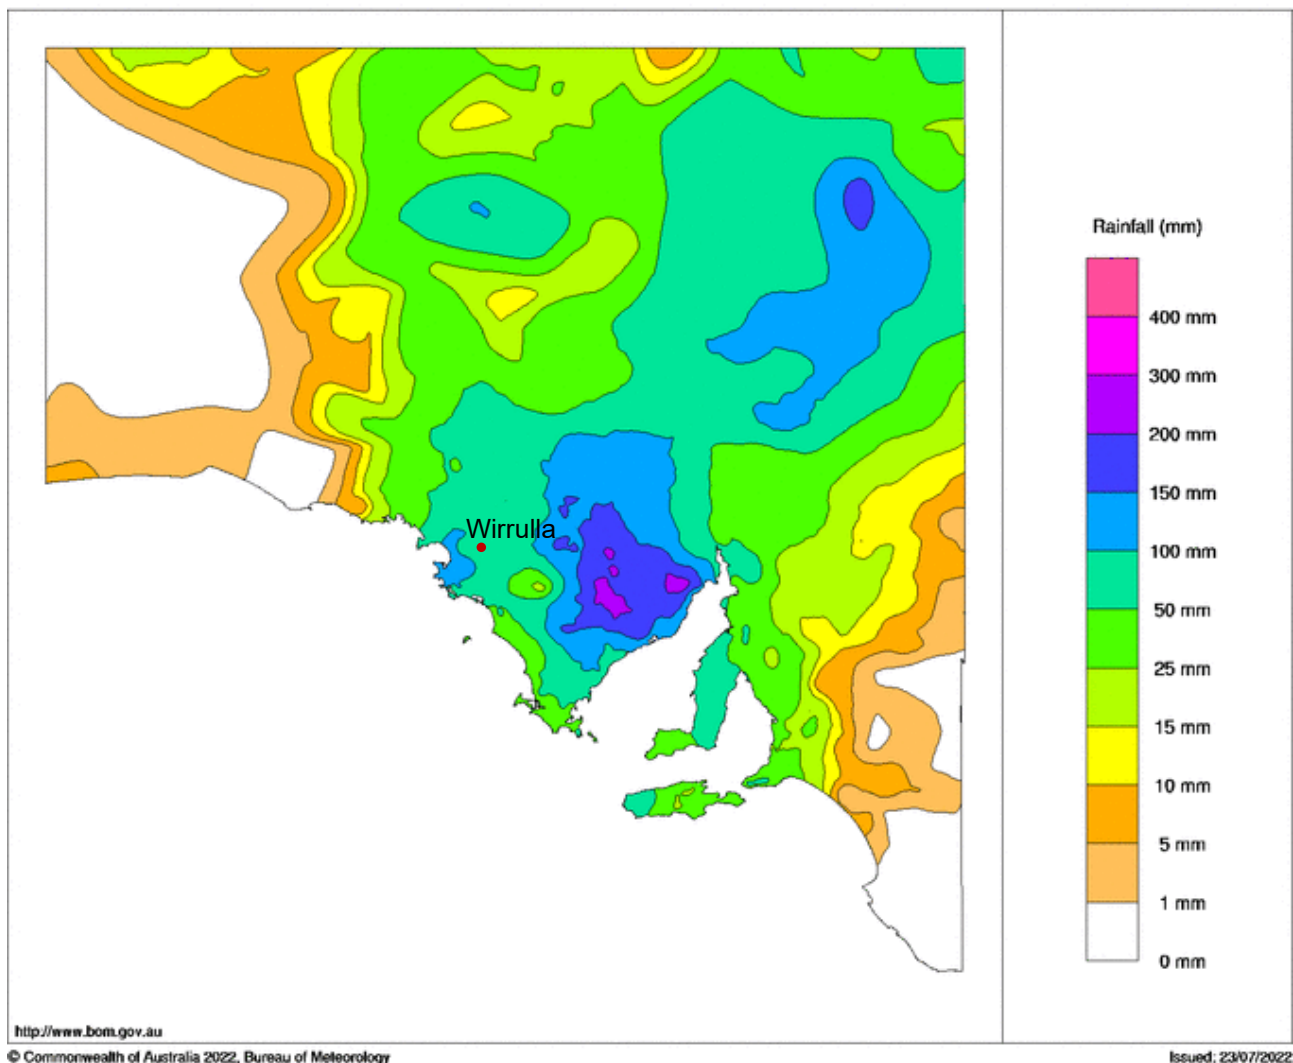 Rainfall (mm)
400 mm
300 mm
200 mm
150 mm
100 mm
50 mm
25 mm
15 mm
10 mm
5 mm
1 mm
0 mm
Wirrulla
http://www.bom.gov.au
© Commonwealth of Australia 2022, Bureau of Meteorology
Issued: 23/07/2022